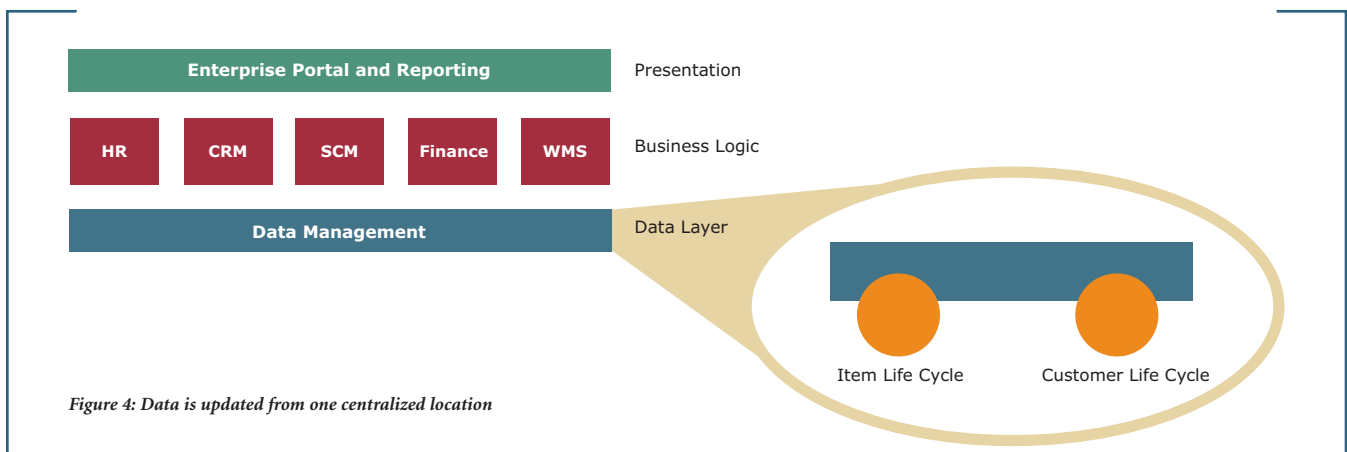 Enterprise Portal and Reporting
Presentation
HR
CRM
SCM
Finance
WMS
Business Logic
Data Management
Data Layer
Item Life Cycle
Customer Life Cycle
Figure 4: Data is updated from one centralized location